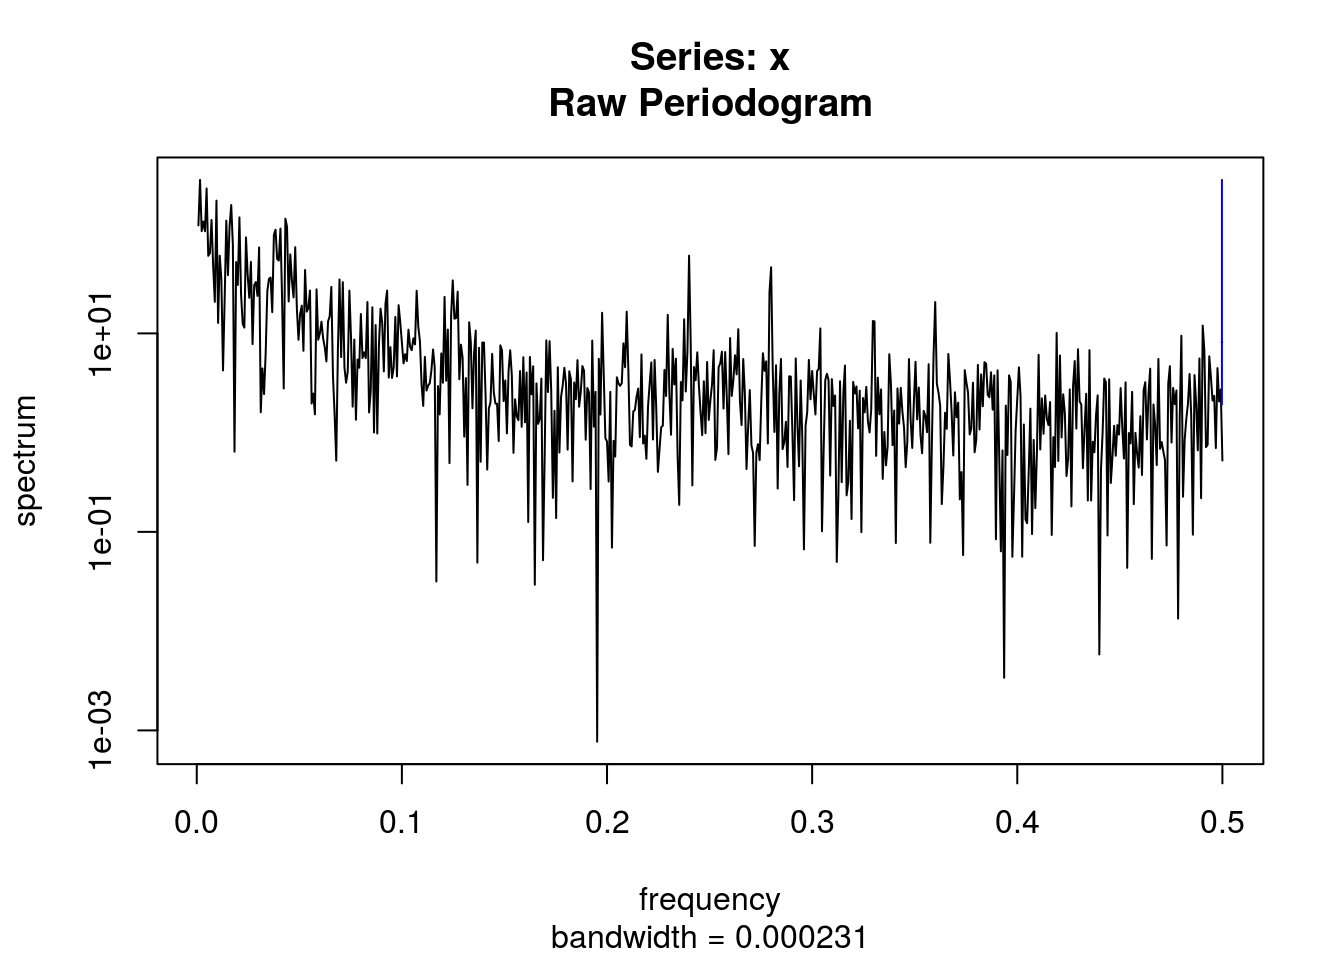 Series: x
Raw Periodogram
spectrum
1e+01
1e-01
1e-03
0.0 0.1 0.2 0.3 0.4 0.5
frequency
bandwidth = 0.000231